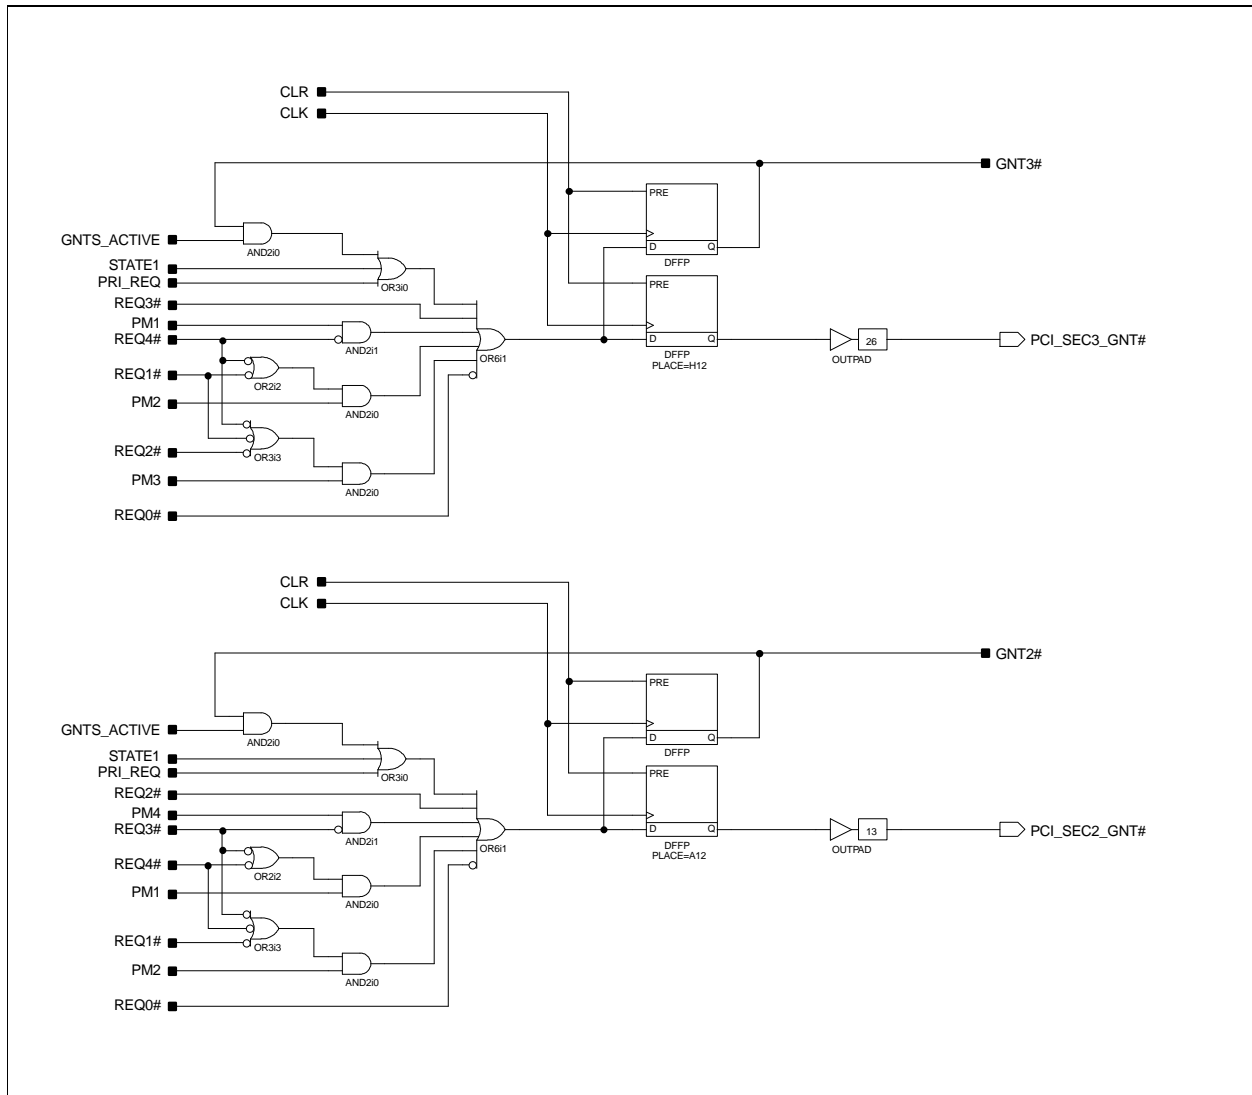 CLR
CLK
GNT3#
PRE
GNTS_ACTIVE
AND2i0
D Q
STATE1
DFFP
PRI_REQ
OR3i0
PRE
REQ3#
PM1
REQ4#
AND2i1
OR6i1
D Q
26
PCI_SEC3_GNT#
DFFP
PLACE=H12
OUTPAD
REQ1#
OR2i2
PM2
AND2i0
REQ2#
OR3i3
PM3
AND2i0
REQ0#
CLR
CLK
GNT2#
PRE
GNTS_ACTIVE
AND2i0
D Q
STATE1
DFFP
PRI_REQ
OR3i0
PRE
REQ2#
PM4
REQ3#
AND2i1
OR6i1
D Q
13
PCI_SEC2_GNT#
DFFP
PLACE=A12
OUTPAD
REQ4#
OR2i2
PM1
AND2i0
REQ1#
OR3i3
PM2
AND2i0
REQ0#